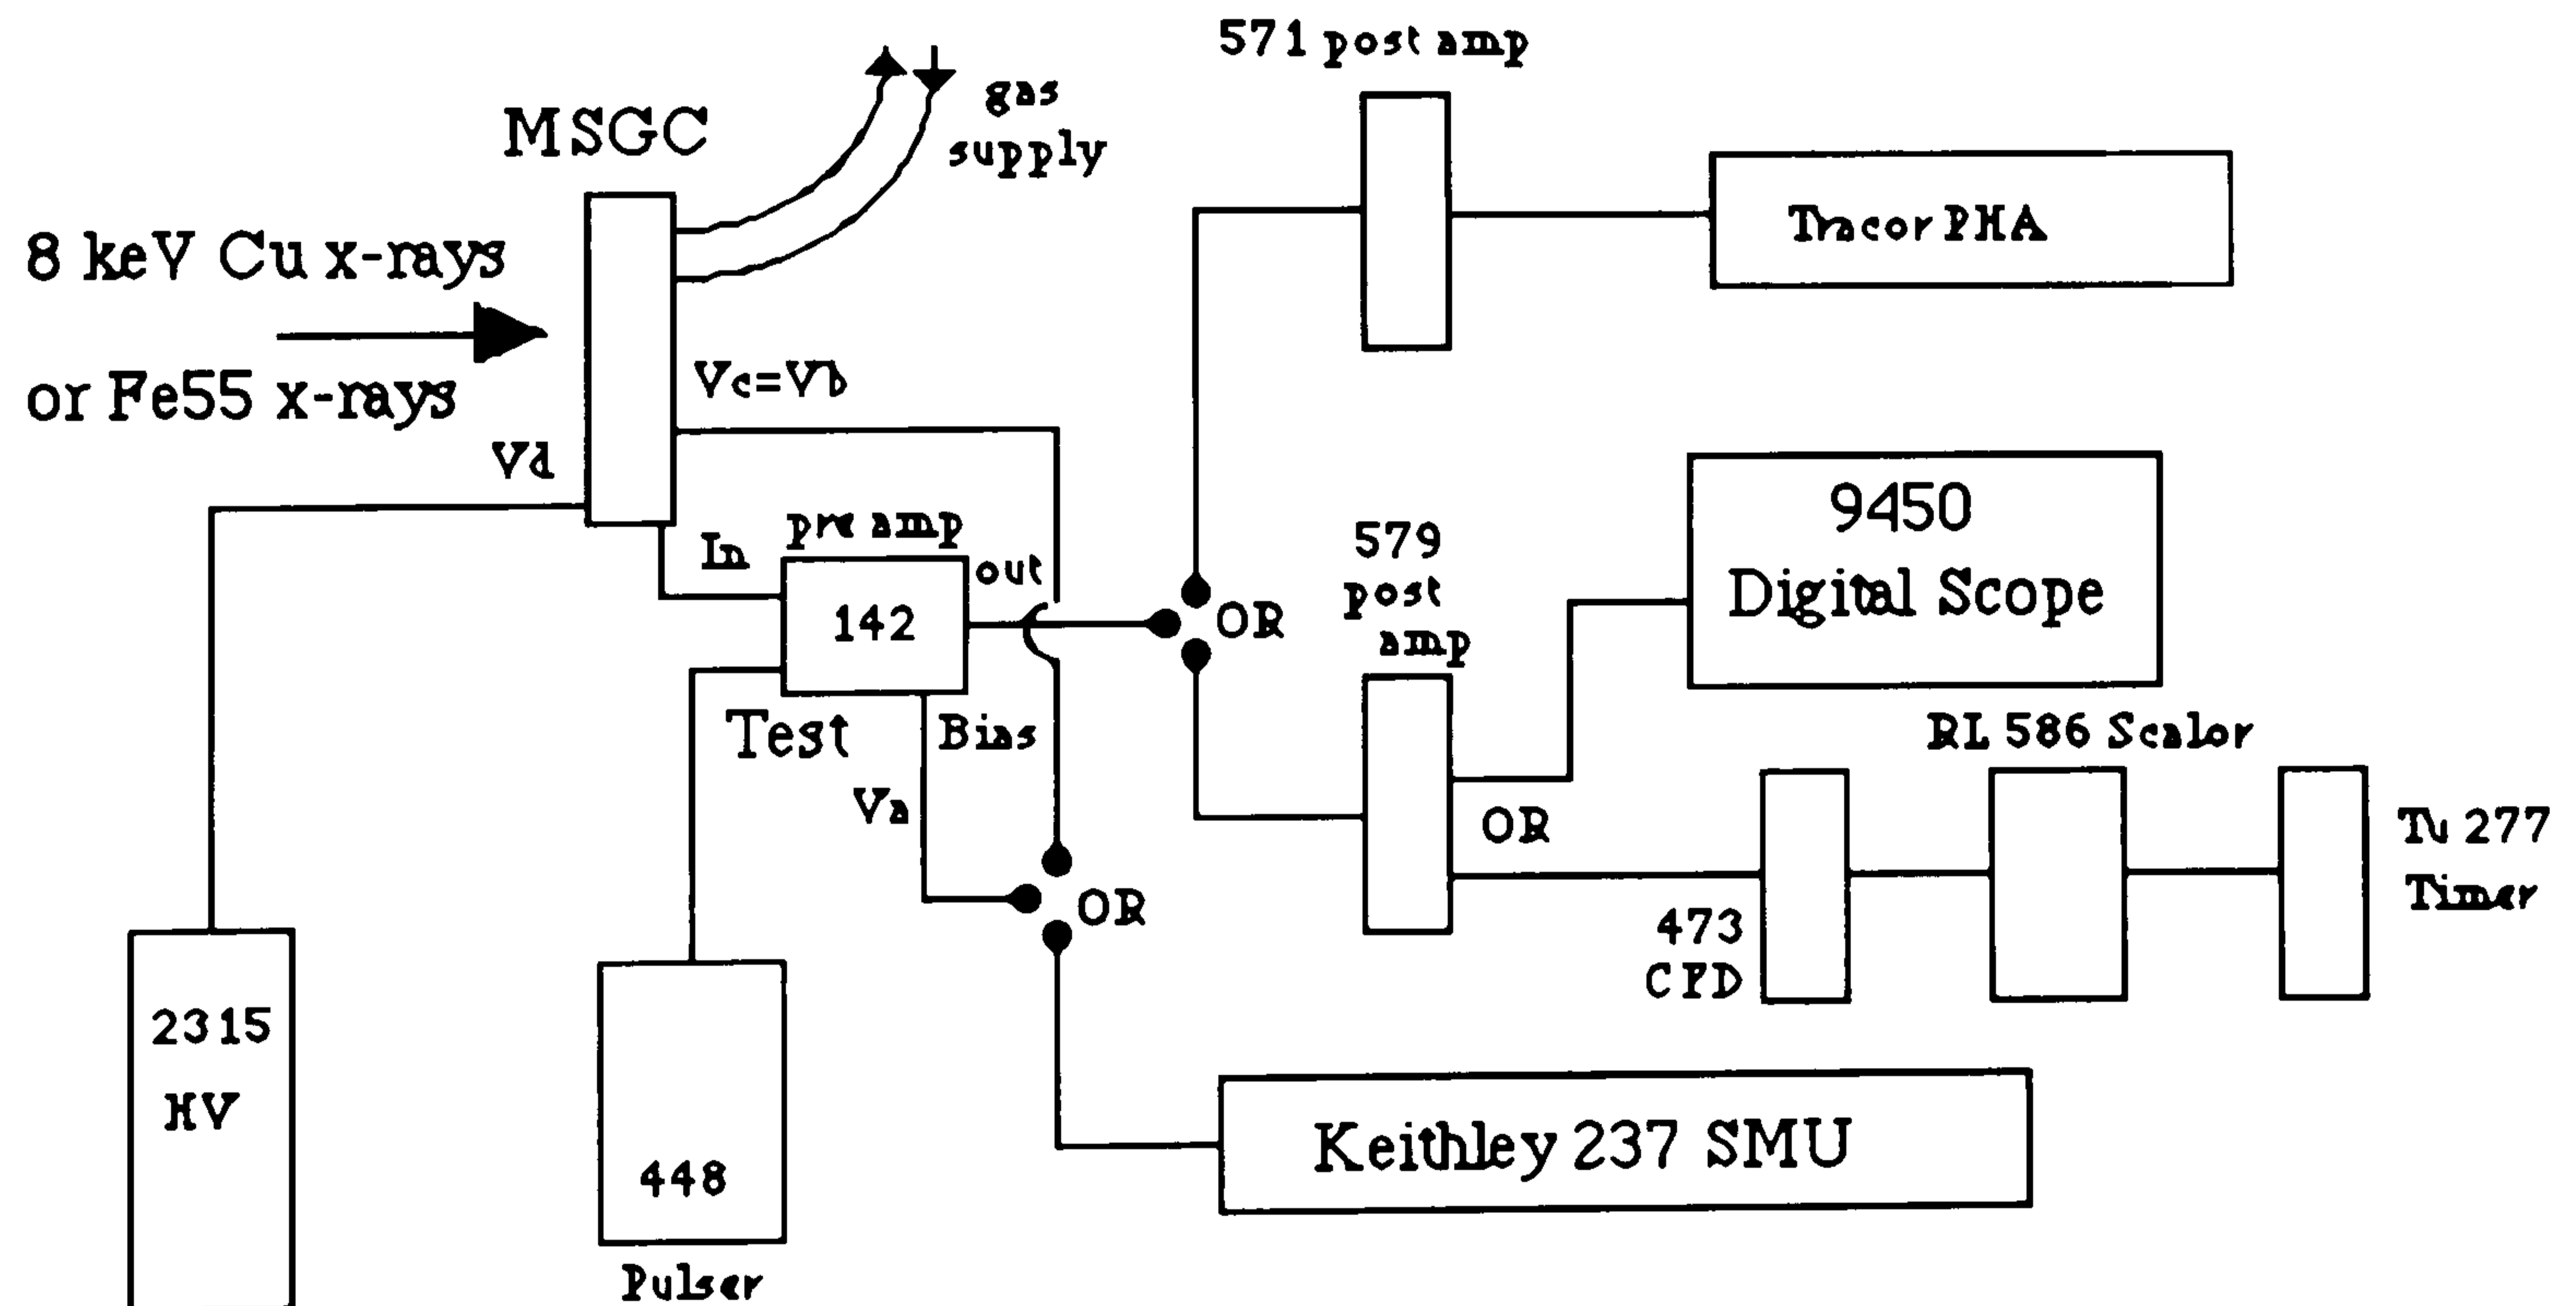 571 post amp
MSGC
gas
supply
Tracor PHA
8 keV Cu x-rays
or Fe55 x-rays
Vc=Vb
Vd
In
pre amp
out
142
OR
579
post
amp
9450
Digital Scope
Test
Bias
Va
OR
OR
RL 586 Scalor
473
CFD
Tu 277
Timer
2315
HV
448
Pulser
Keithley 237 SMU